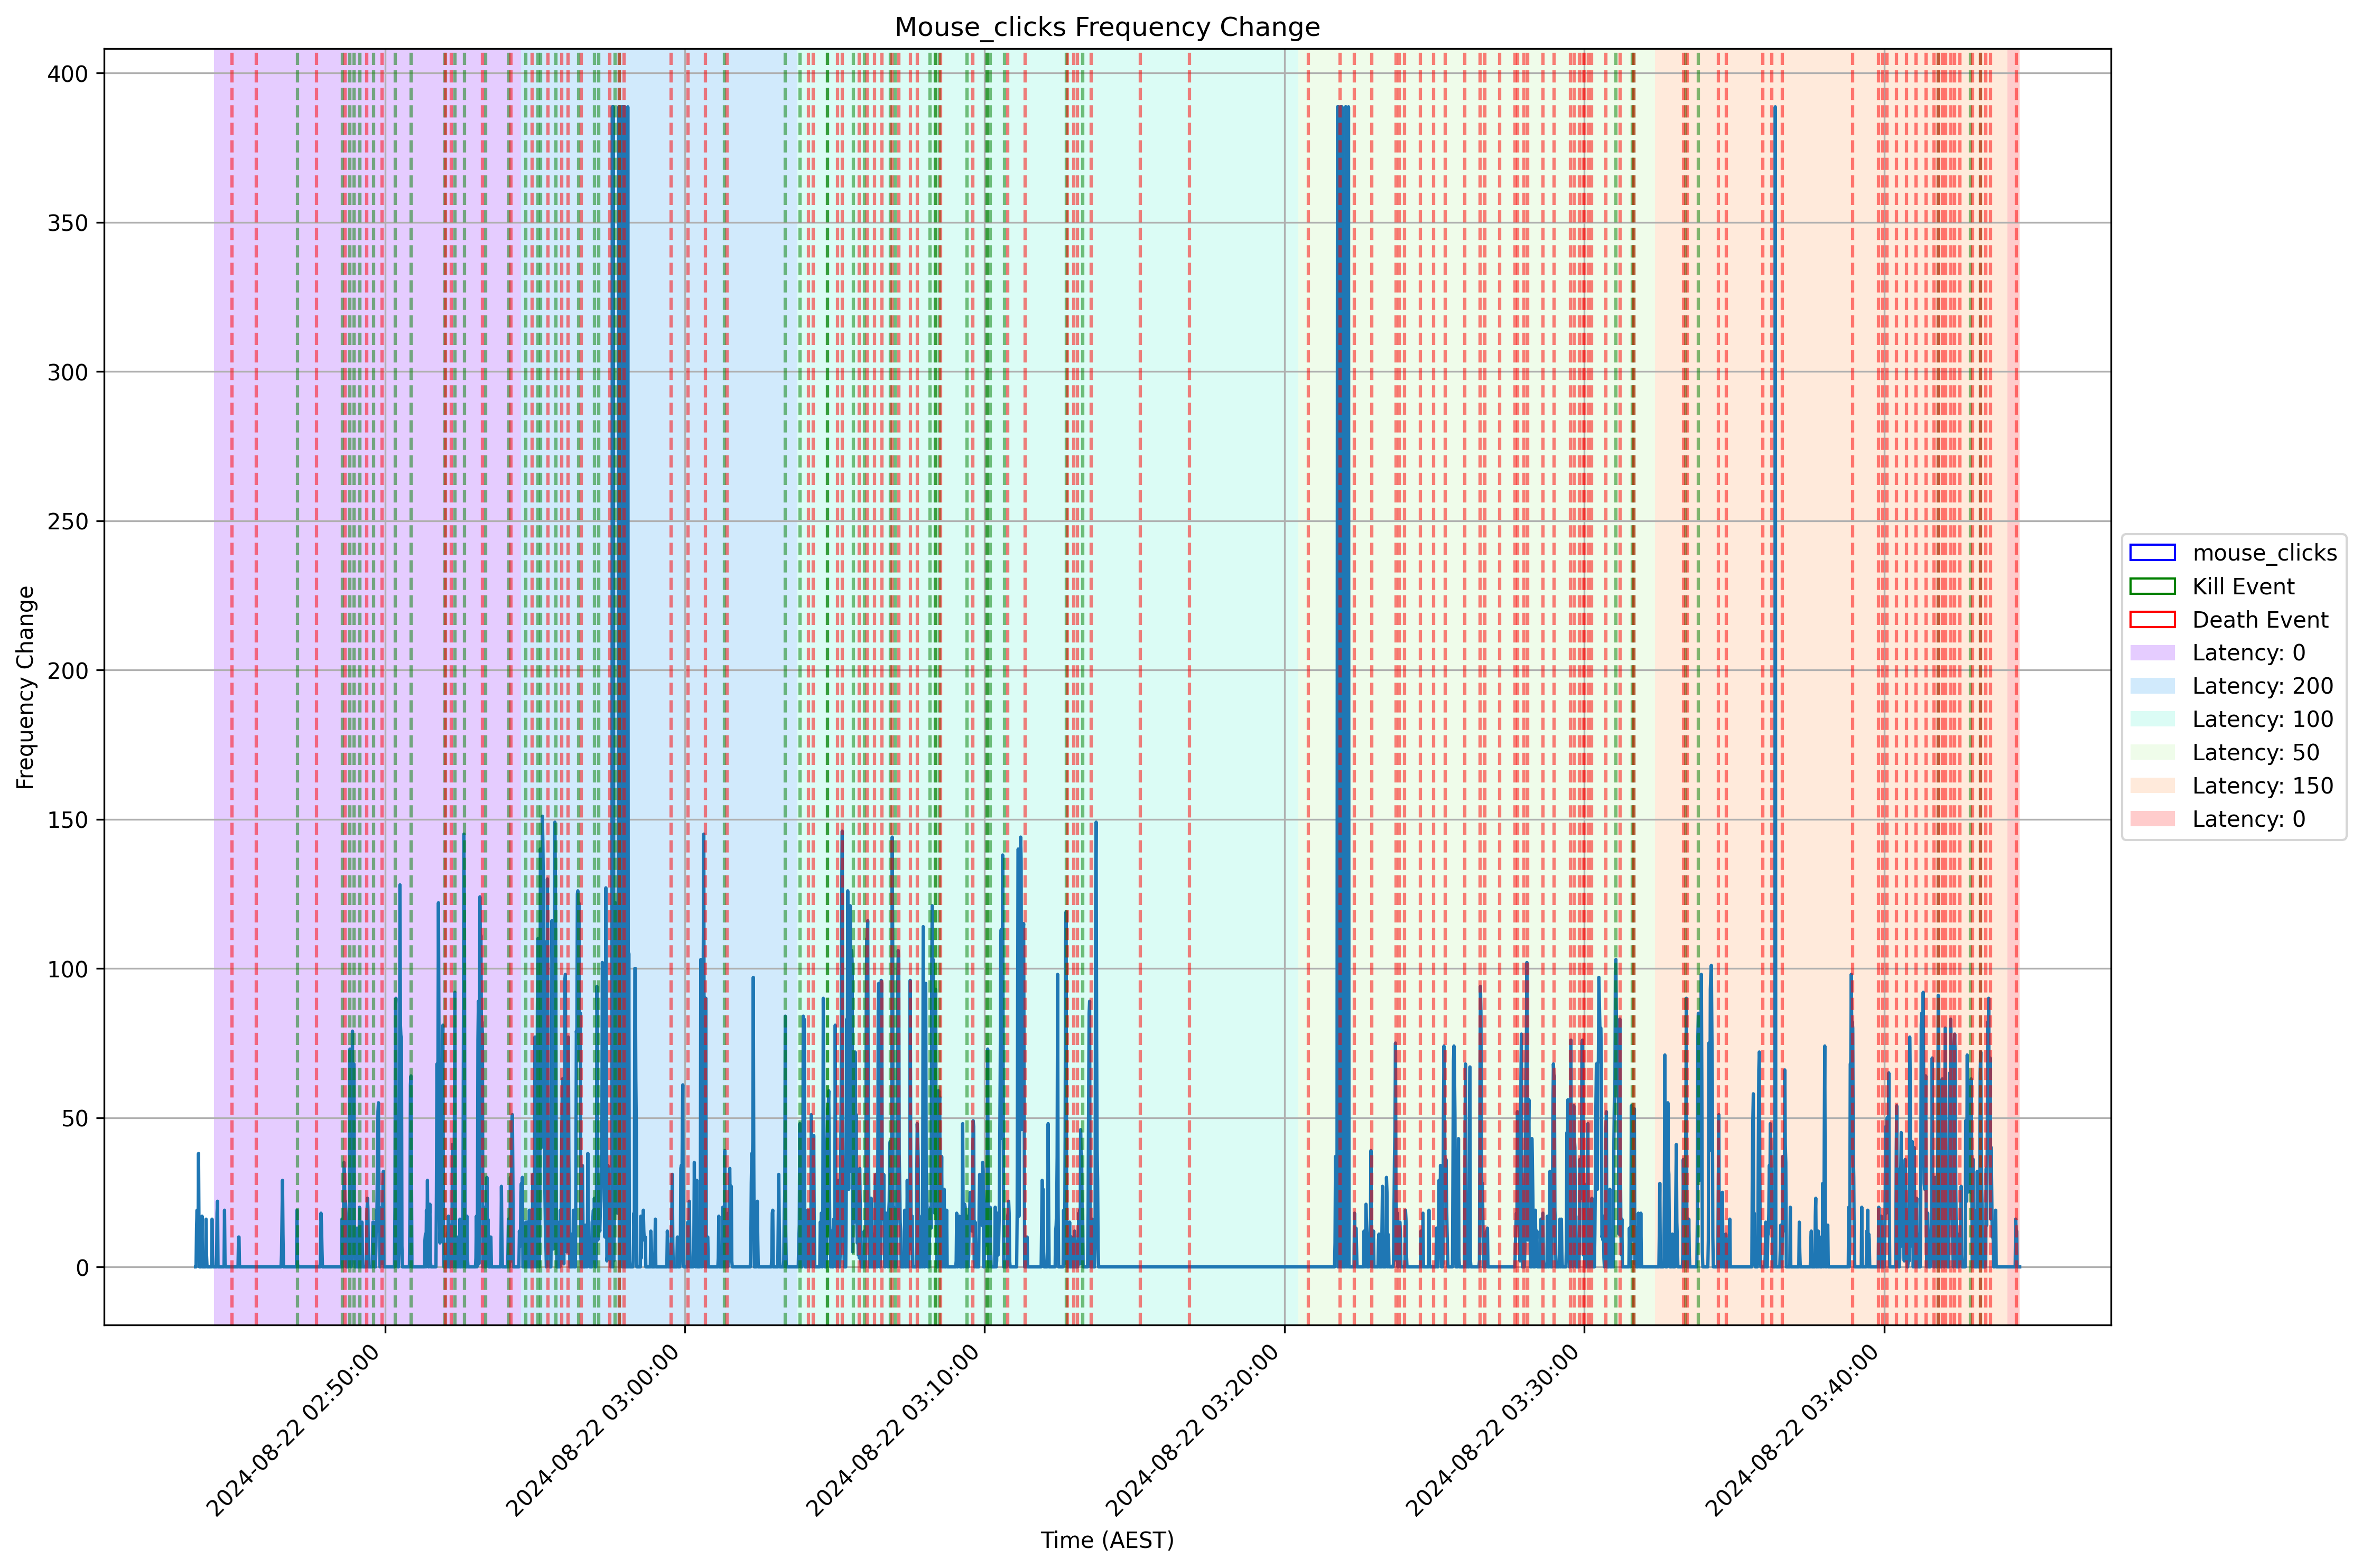 Mouse_clicks Frequency Change
400
350
300
250
200
150
100
50
0
Frequency Change
2024-08-22 02:50:00
2024-08-22 03:00:00
2024-08-22 03:10:00
2024-08-22 03:20:00
2024-08-22 03:30:00
2024-08-22 03:40:00
Time (AEST)
mouse_clicks
Kill Event
Death Event
Latency: 0
Latency: 200
Latency: 100
Latency: 50
Latency: 150
Latency: 0